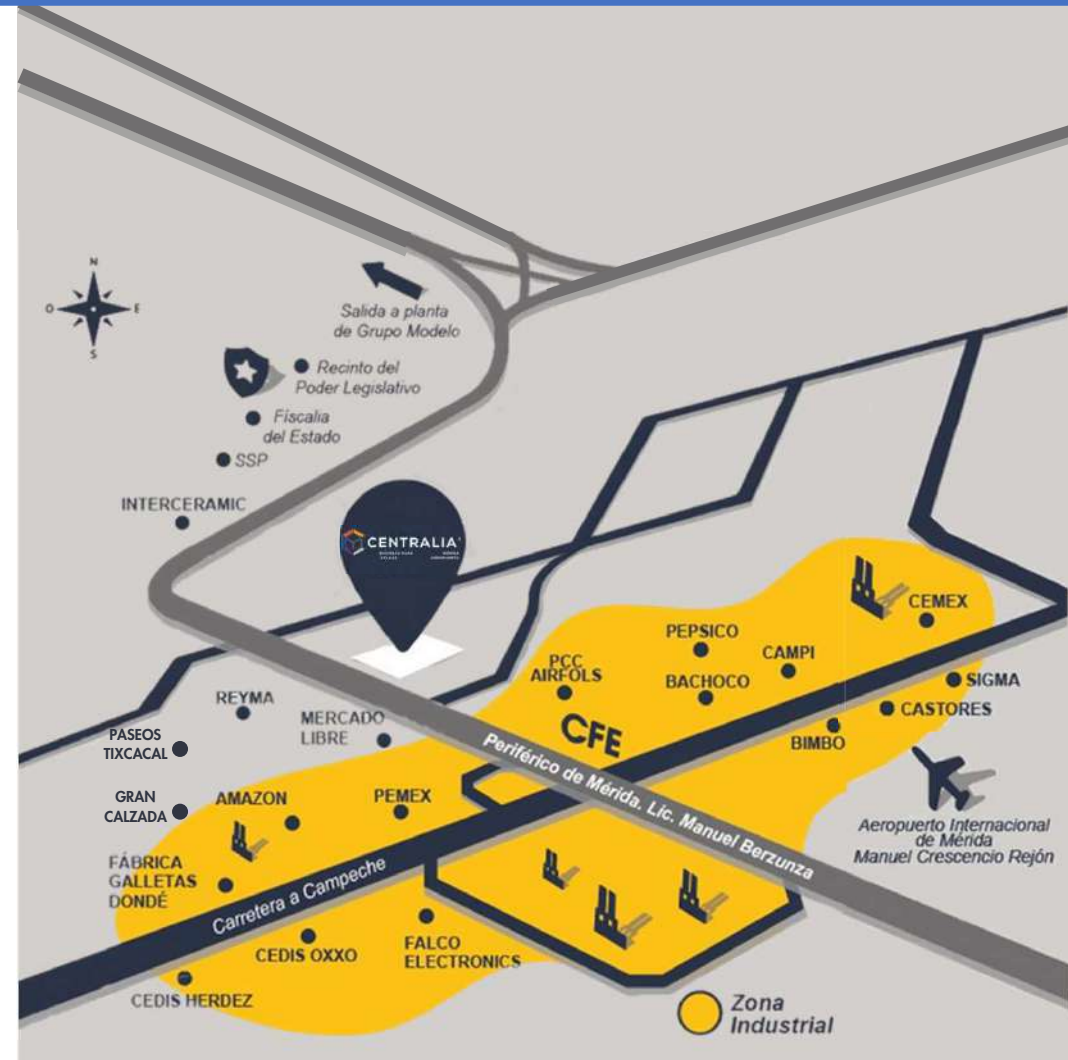 N
O
E
S
Salida a planta
de Grupo Modelo
Recinto del
Poder Legislativo
Fiscalia
del Estado
SSP
INTERCERAMIC
CENTRALIA
CEMEX
PEPSICO
CAMPI
PCC
AIRFOLS
BACHOCO
SIGMA
CASTORES
BIMBO
CFE
REYMA
MERCADO
LIBRE
PASEOS
TIXCACAL
Periférico de Mérida. Lic. Manuel Berzunza
GRAN
CALZADA
AMAZON
PEMEX
Aeropuerto Internacional
de Mérida
Manuel Crescencio Rejón
FÁBRICA
GALLETAS
DONDÉ
Carretera a Campeche
CEDIS OXXO
FALCO
ELECTRONICS
CEDIS HERDEZ
Zona
Industrial